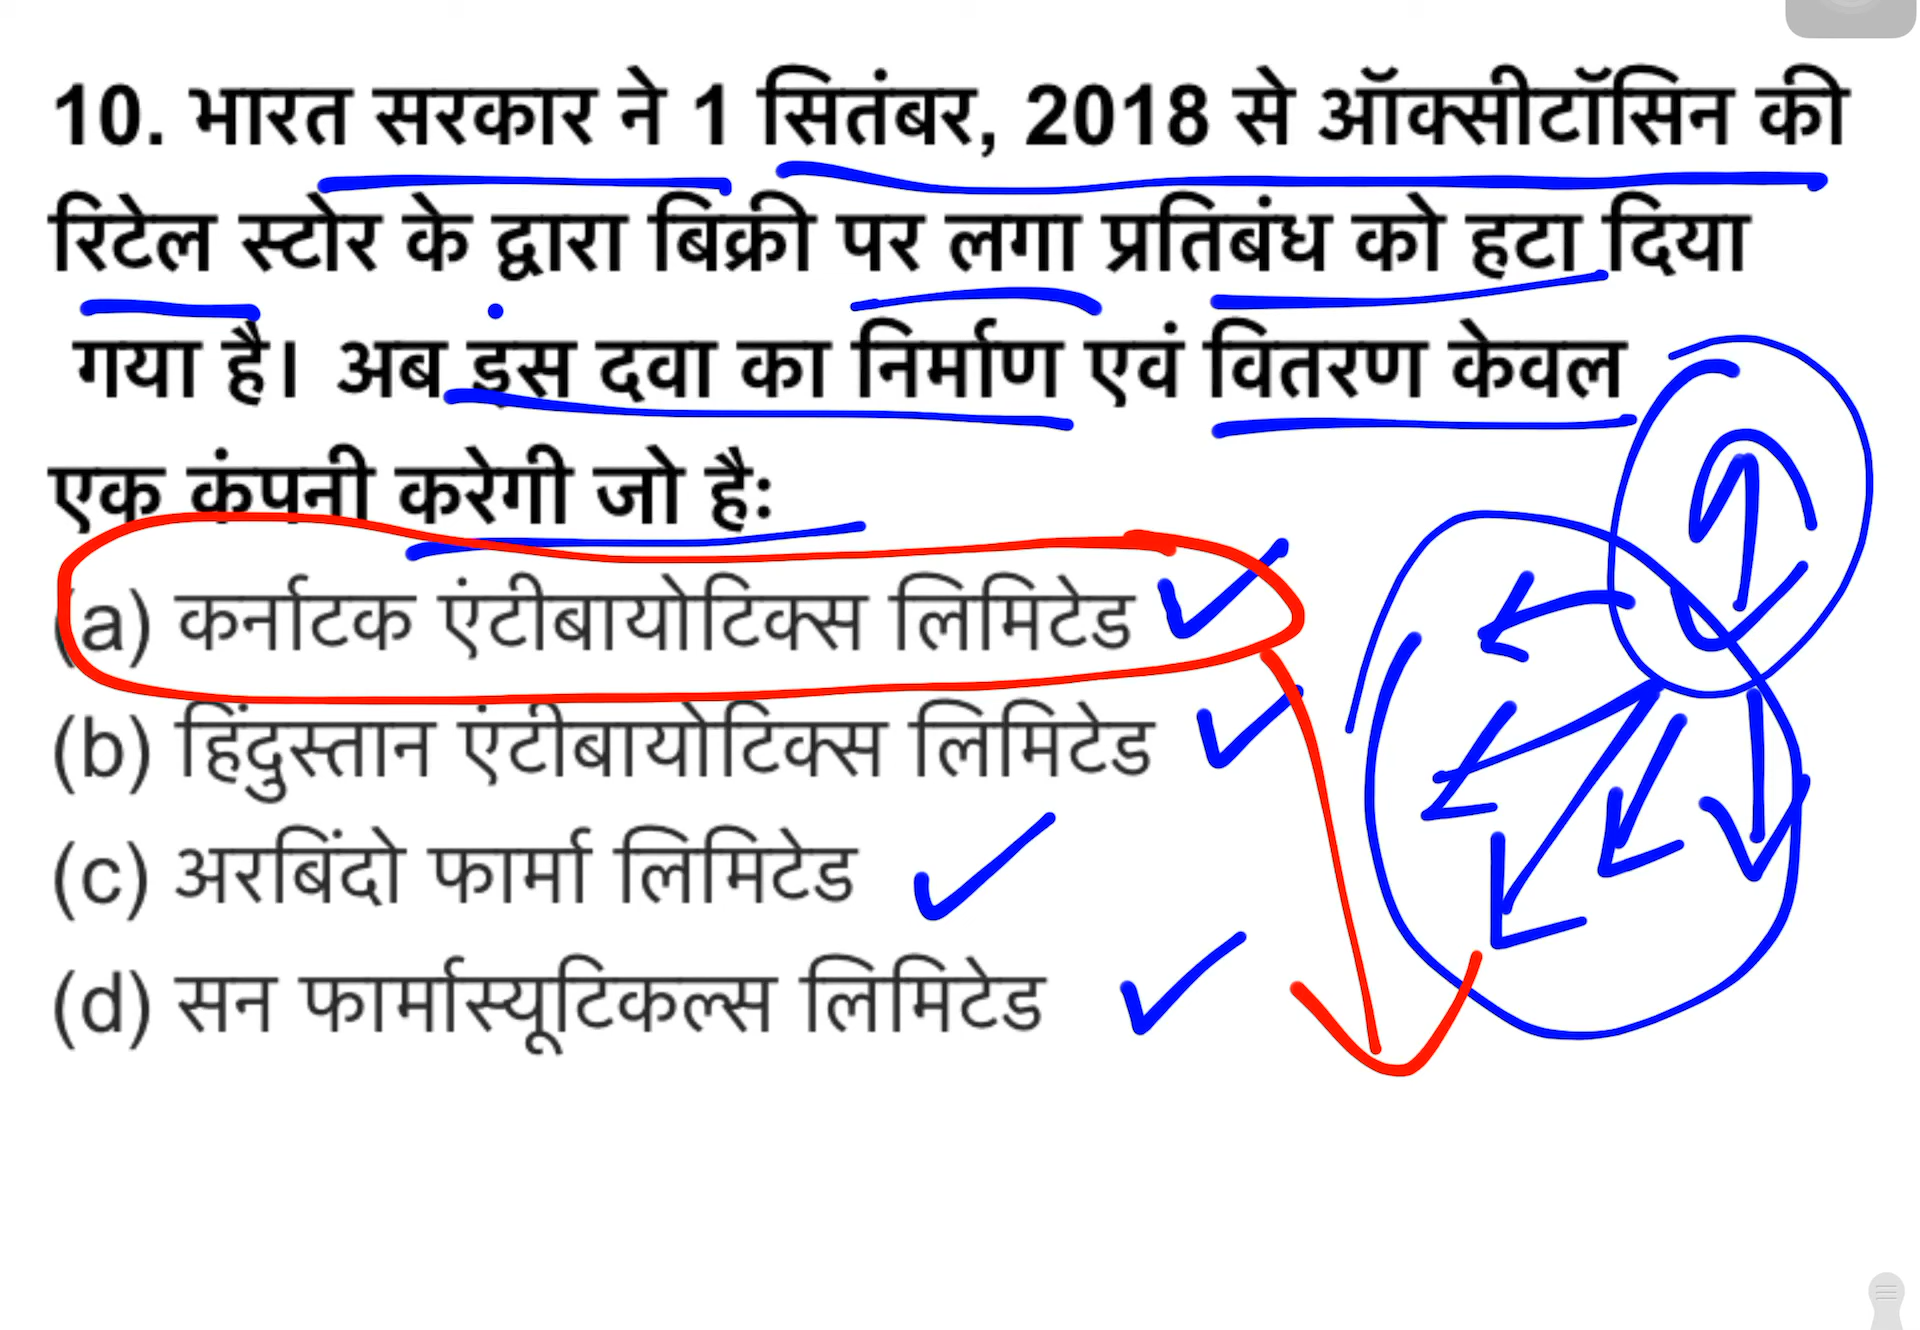 10. भारत सरकार ने 1 सितंबर, 2018 से ऑक्सीटॉसिन की
रिटेल स्टोर के द्वारा बिक्री पर लगा प्रतिबंध को हटा दिया
गया है। अब इस दवा का निर्माण एवं वितरण केवल
एक कंपनी करेगी जो है:
(a) कर्नाटक एंटीबायोटिक्स लिमिटेड
(b) हिंदुस्तान एंटीबायोटिक्स लिमिटेड
(c) अरबिंदो फार्मा लिमिटेड
(d) सन फार्मास्यूटिकल्स लिमिटेड